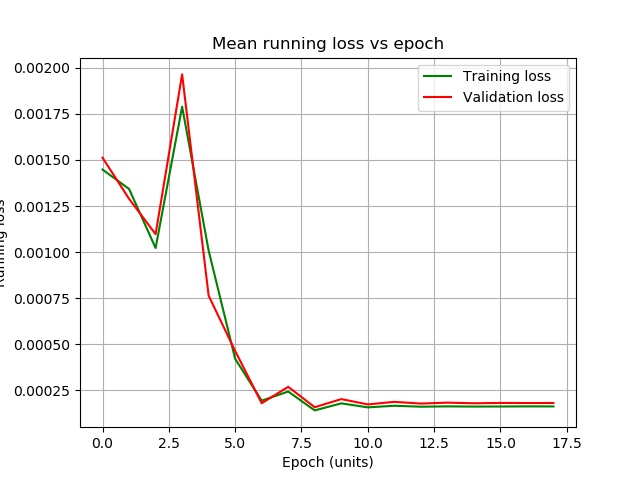 Mean running loss vs epoch
0.00200
0.00175
0.00150
0.00125
0.00100
0.00075
0.00050
0.00025
Running loss
Training loss
Validation loss
0.0 2.5 5.0 7.5 10.0 12.5 15.0 17.5
Epoch (units)